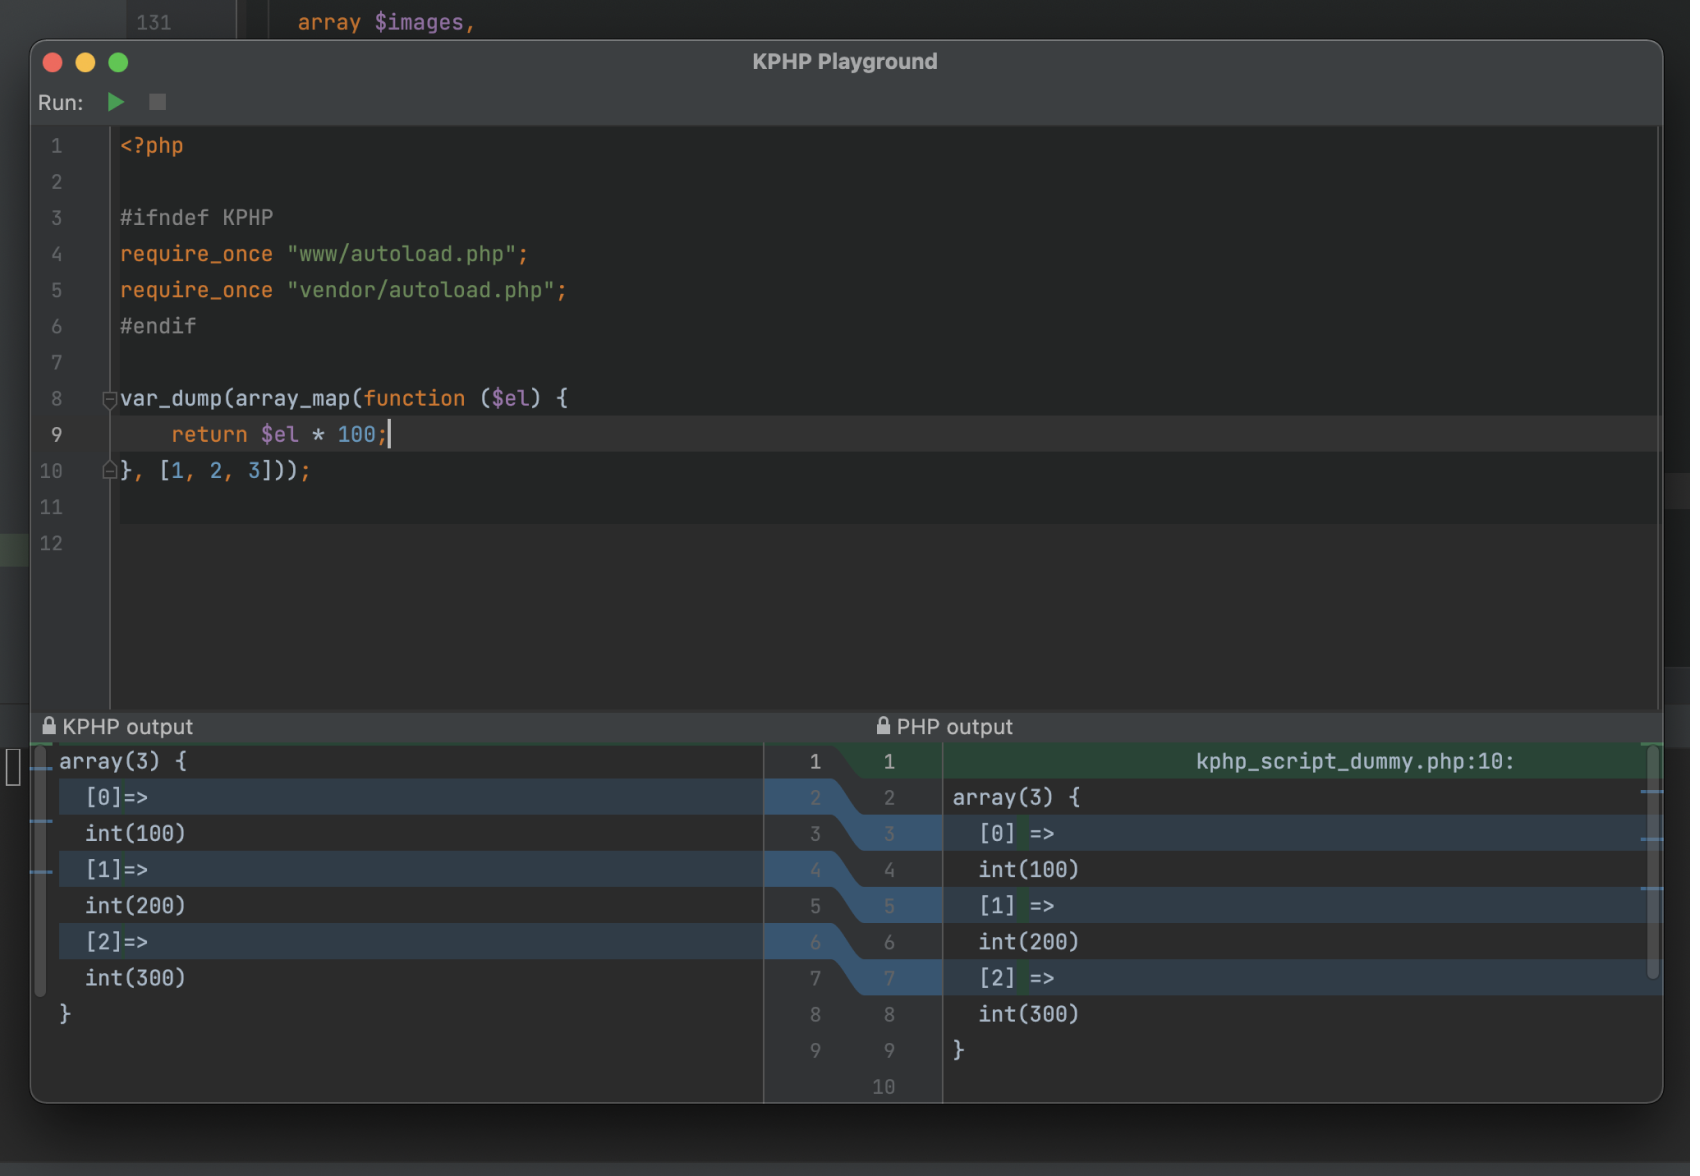 131 array $images,
KPHP Playground
Run:
1 <?php
2
3 #ifndef KPHP
4 require_once "www/autoload.php";
5 require_once "vendor/autoload.php";
6 #endif
7
8 var_dump(array_map(function ($el) {
9     return $el * 100;
10 }, [1, 2, 3]));
11
12
KPHP output
array(3) { 1
  [0]=> 2
  int(100) 3
  [1]=> 4
  int(200) 5
  [2]=> 6
  int(300) 7
} 8
9
PHP output
1 kphp_script_dummy.php:10:
2 array(3) {
3   [0] =>
4   int(100)
5   [1] =>
6   int(200)
7   [2] =>
8   int(300)
9 }
10